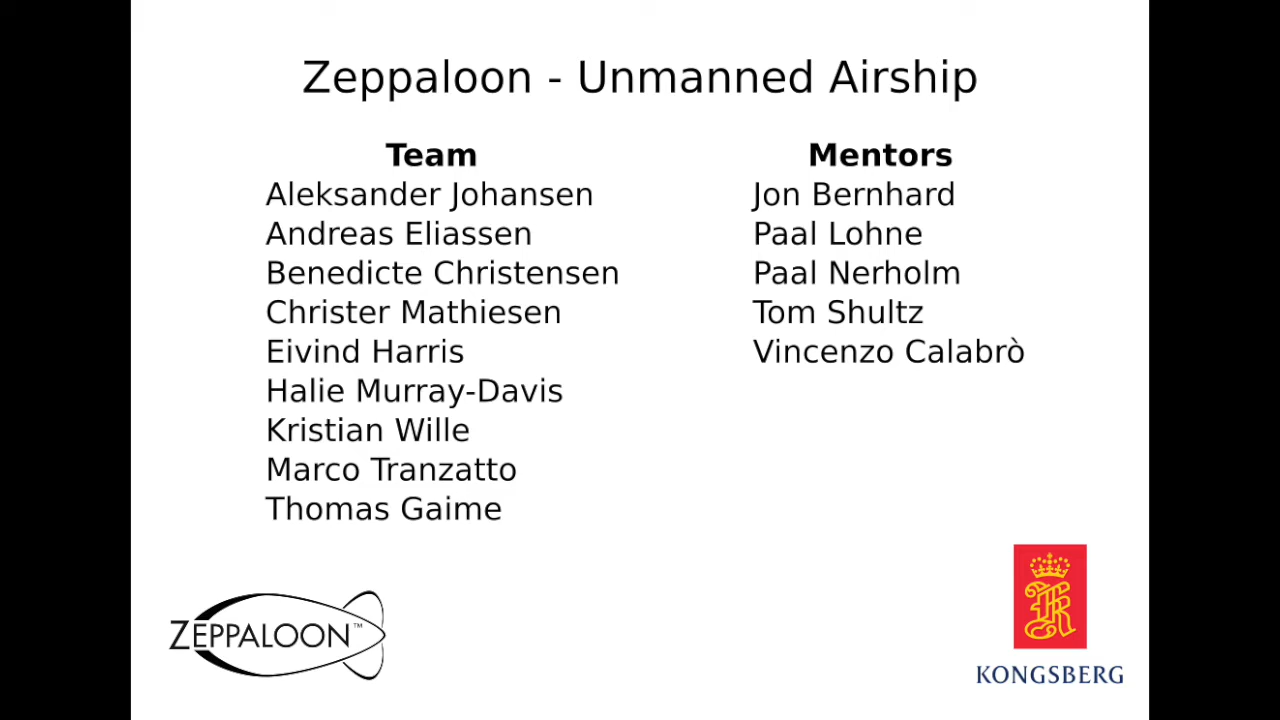 Zeppaloon - Unmanned Airship
Team
Aleksander Johansen
Andreas Eliassen
Benedicte Christensen
Christer Mathiesen
Eivind Harris
Halie Murray-Davis
Kristian Wille
Marco Tranzatto
Thomas Gaime
Mentors
Jon Bernhard
Paal Lohne
Paal Nerholm
Tom Shultz
Vincenzo Calabrò
ZEPPALOON™
KONGSBERG